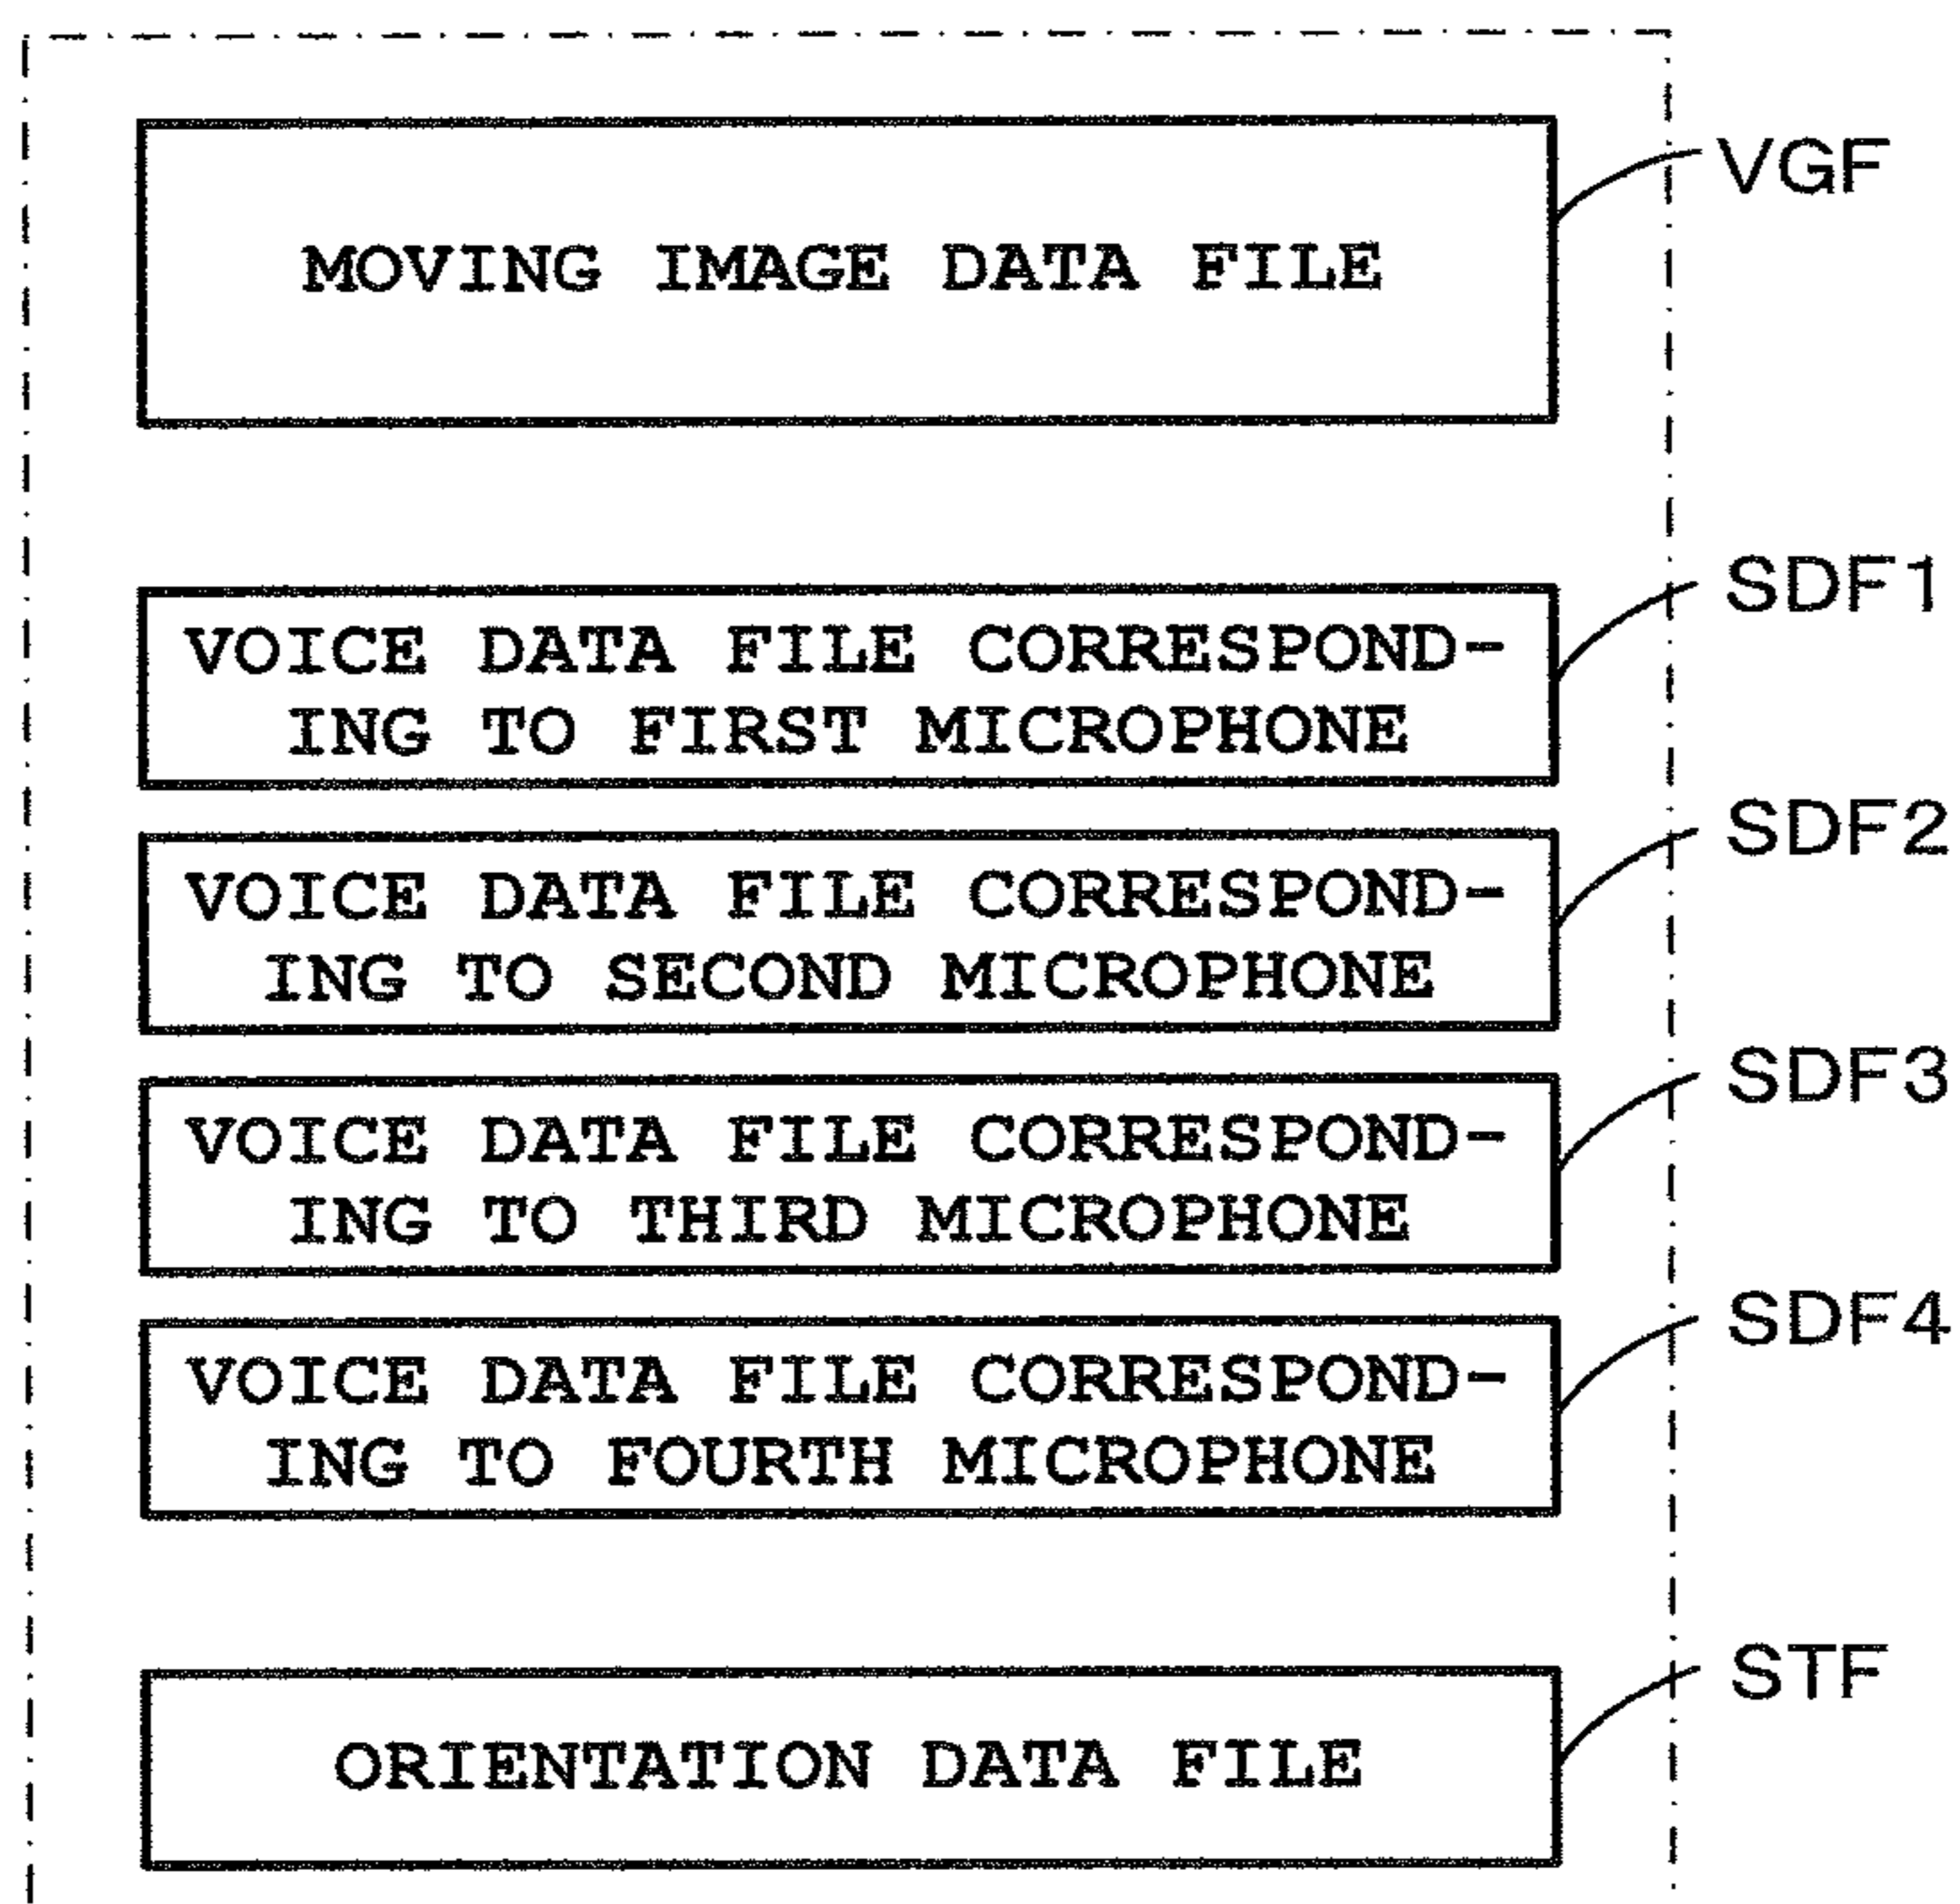 VGF
MOVING IMAGE DATA FILE
SDF1
VOICE DATA FILE CORRESPOND-
ING TO FIRST MICROPHONE
SDF2
VOICE DATA FILE CORRESPOND-
ING TO SECOND MICROPHONE
SDF3
VOICE DATA FILE CORRESPOND-
ING TO THIRD MICROPHONE
SDF4
VOICE DATA FILE CORRESPOND-
ING TO FOURTH MICROPHONE
STF
ORIENTATION DATA FILE